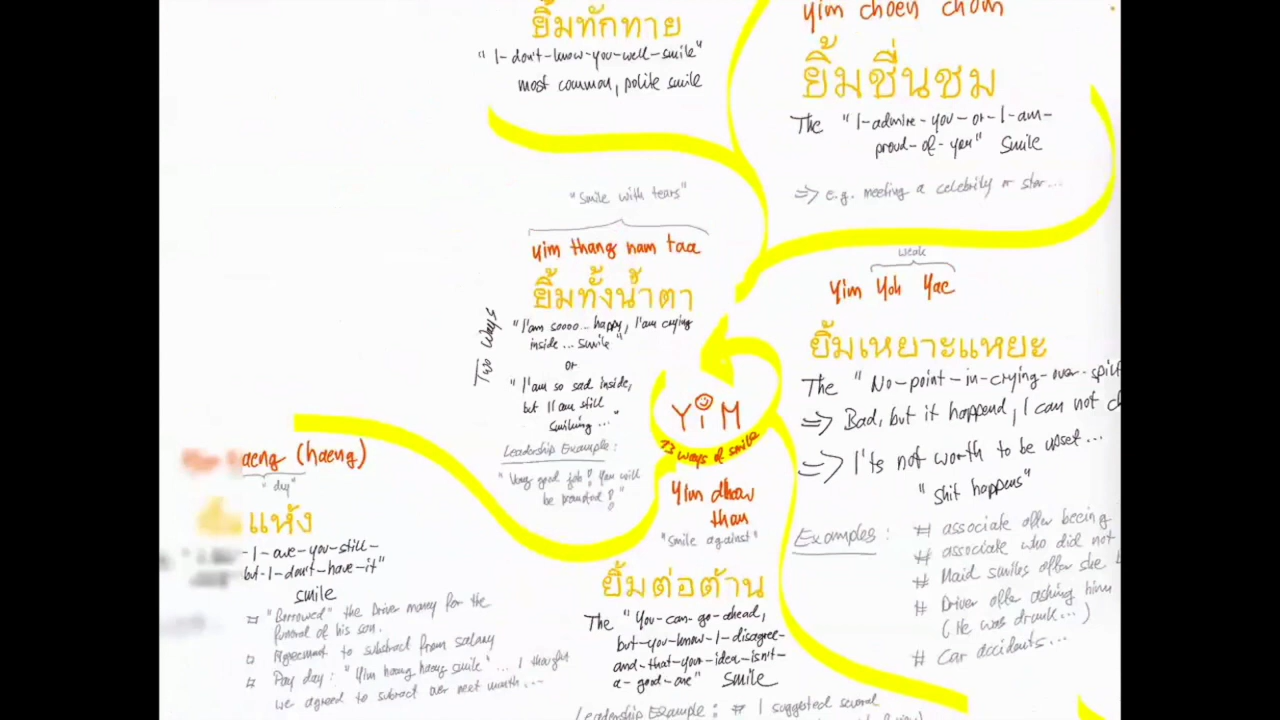 ยิ้มทักทาย
"I-don't-know-you-well-smile"
most common, polite smile
yim choen chom
ยิ้มชื่นชม
The "I-admire-you-or-I-am-
proud-of-you" Smile
=> e.g. meeting a celebrity or star...
"Smile with tears"
yim thang nam taa
ยิ้มทั้งน้ำตา
Two Ways
"I'am soooo... happy, I'am crying
inside... smile"
or
"I'am so sad inside,
but I'am still
smiling..."
Leadership Example:
"Very good job! You will
be promoted!"
weak
Yim Yoh Yae
ยิ้มเหยาะแหยะ
The "No-point-in-crying-over-
=> Bad, but it happend, I can not
=> I'ts not worth to be upset...
"Shit happens"
Examples:
# associate after beeing
# associate who did not
# Maid smiles after she
# Driver after asking him
(He was drunk...)
# Car accidents...
YiM
13 ways of smile
Yim dhaw
than
"Smile against"
ยิ้มต่อต้าน
The "You-can-go-ahead,
but-you-know-I-disagree-
and-that-your-idea-isn't-
a-good-one" Smile
Leadership Example: # I suggested several
aeng (haeng)
"dry"
แห้ง
-I-owe-you-still-
but-I-don't-have-it"
smile
"Borrowed" the Driver money for the
funeral of his son.
Agreement to substract from salary
Pay day: "Yim haeng haeng smile"... I thought
we agreed to substract over next month...